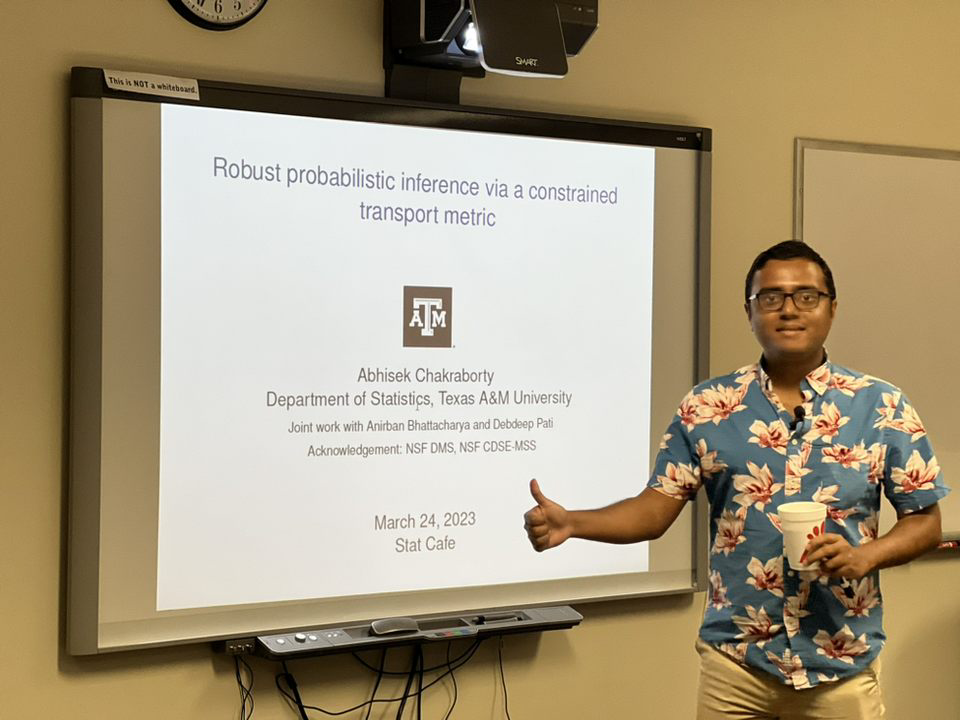 6 5
SMART
This is NOT a whiteboard.
Robust probabilistic inference via a constrained
transport metric
ATM
Abhisek Chakraborty
Department of Statistics, Texas A&M University
Joint work with Anirban Bhattacharya and Debdeep Pati
Acknowledgement: NSF DMS, NSF CDSE-MSS
March 24, 2023
Stat Cafe